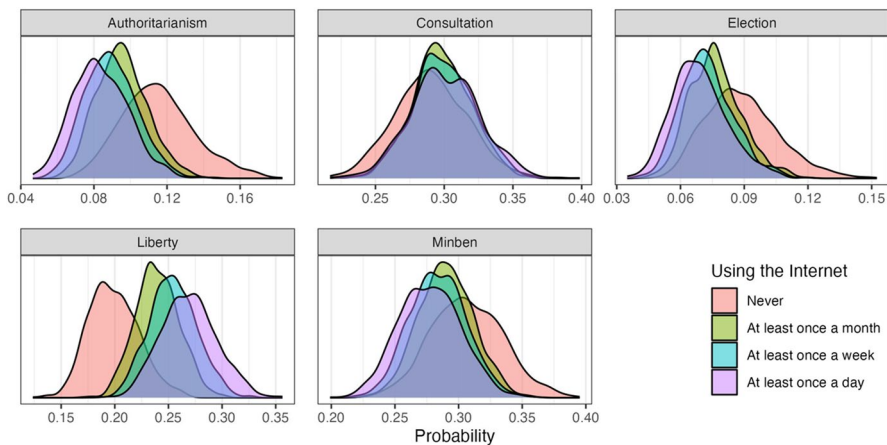 Authoritarianism
Consultation
Election
0.04 0.08 0.12 0.16
0.25 0.30 0.35 0.40
0.03 0.06 0.09 0.12 0.15
Liberty
Minben
0.15 0.20 0.25 0.30 0.35
0.20 0.25 0.30 0.35 0.40
Probability
Using the Internet
Never
At least once a month
At least once a week
At least once a day